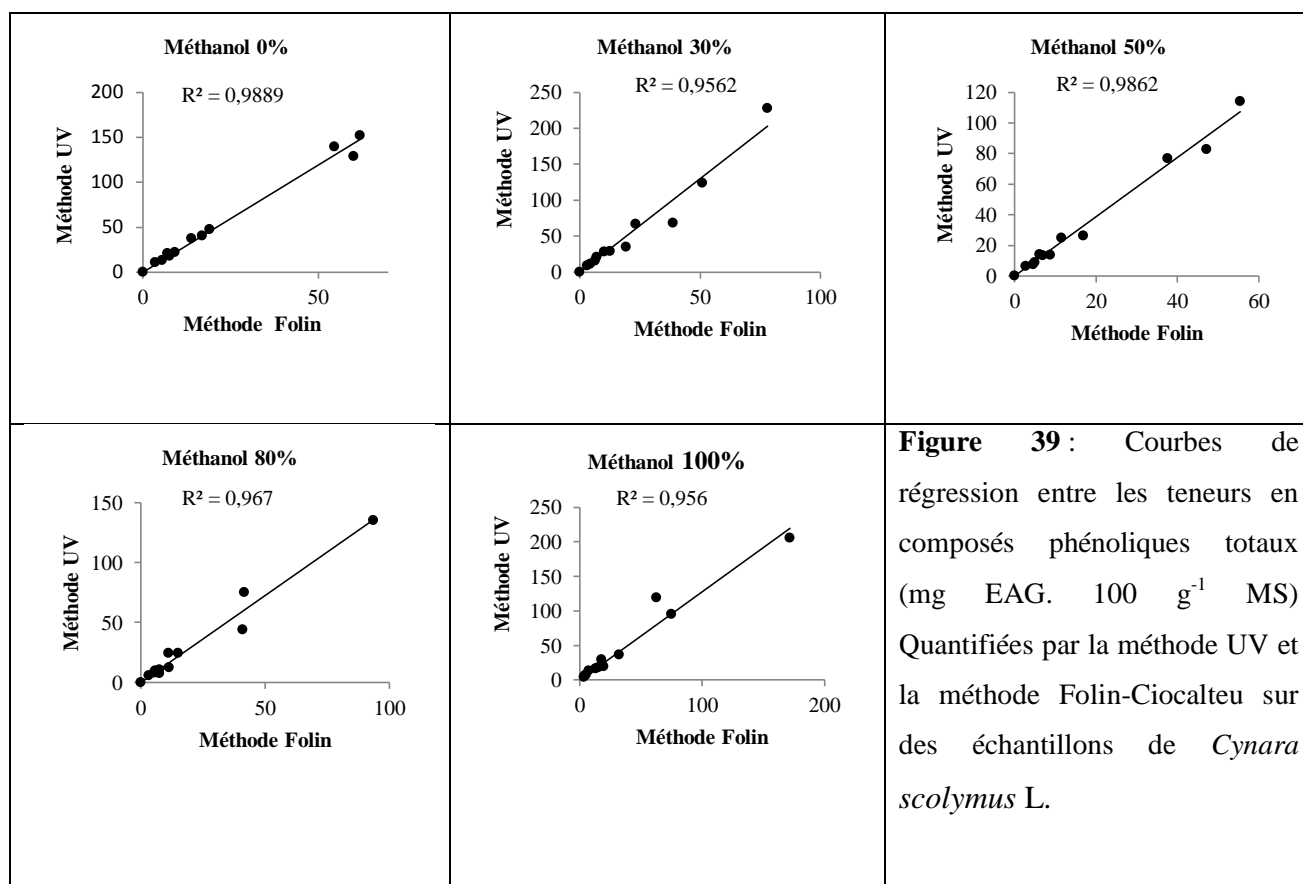 Méthanol 0%
R² = 0,9889
200
150
100
50
0
0 50
Méthode UV
Méthode Folin
Méthanol 30%
R² = 0,9562
250
200
150
100
50
0
0 50 100
Méthode UV
Méthode Folin
Méthanol 50%
R² = 0,9862
120
100
80
60
40
20
0
0 20 40 60
Méthode UV
Méthode Folin
Méthanol 80%
R² = 0,967
150
100
50
0
0 50 100
Méthode UV
Méthode Folin
Méthanol 100%
R² = 0,956
250
200
150
100
50
0
0 100 200
Méthode UV
Méthode Folin
Figure 39 : Courbes de
régression entre les teneurs en
composés phénoliques totaux
(mg EAG. 100 g⁻¹ MS)
Quantifiées par la méthode UV et
la méthode Folin-Ciocalteu sur
des échantillons de Cynara
scolymus L.